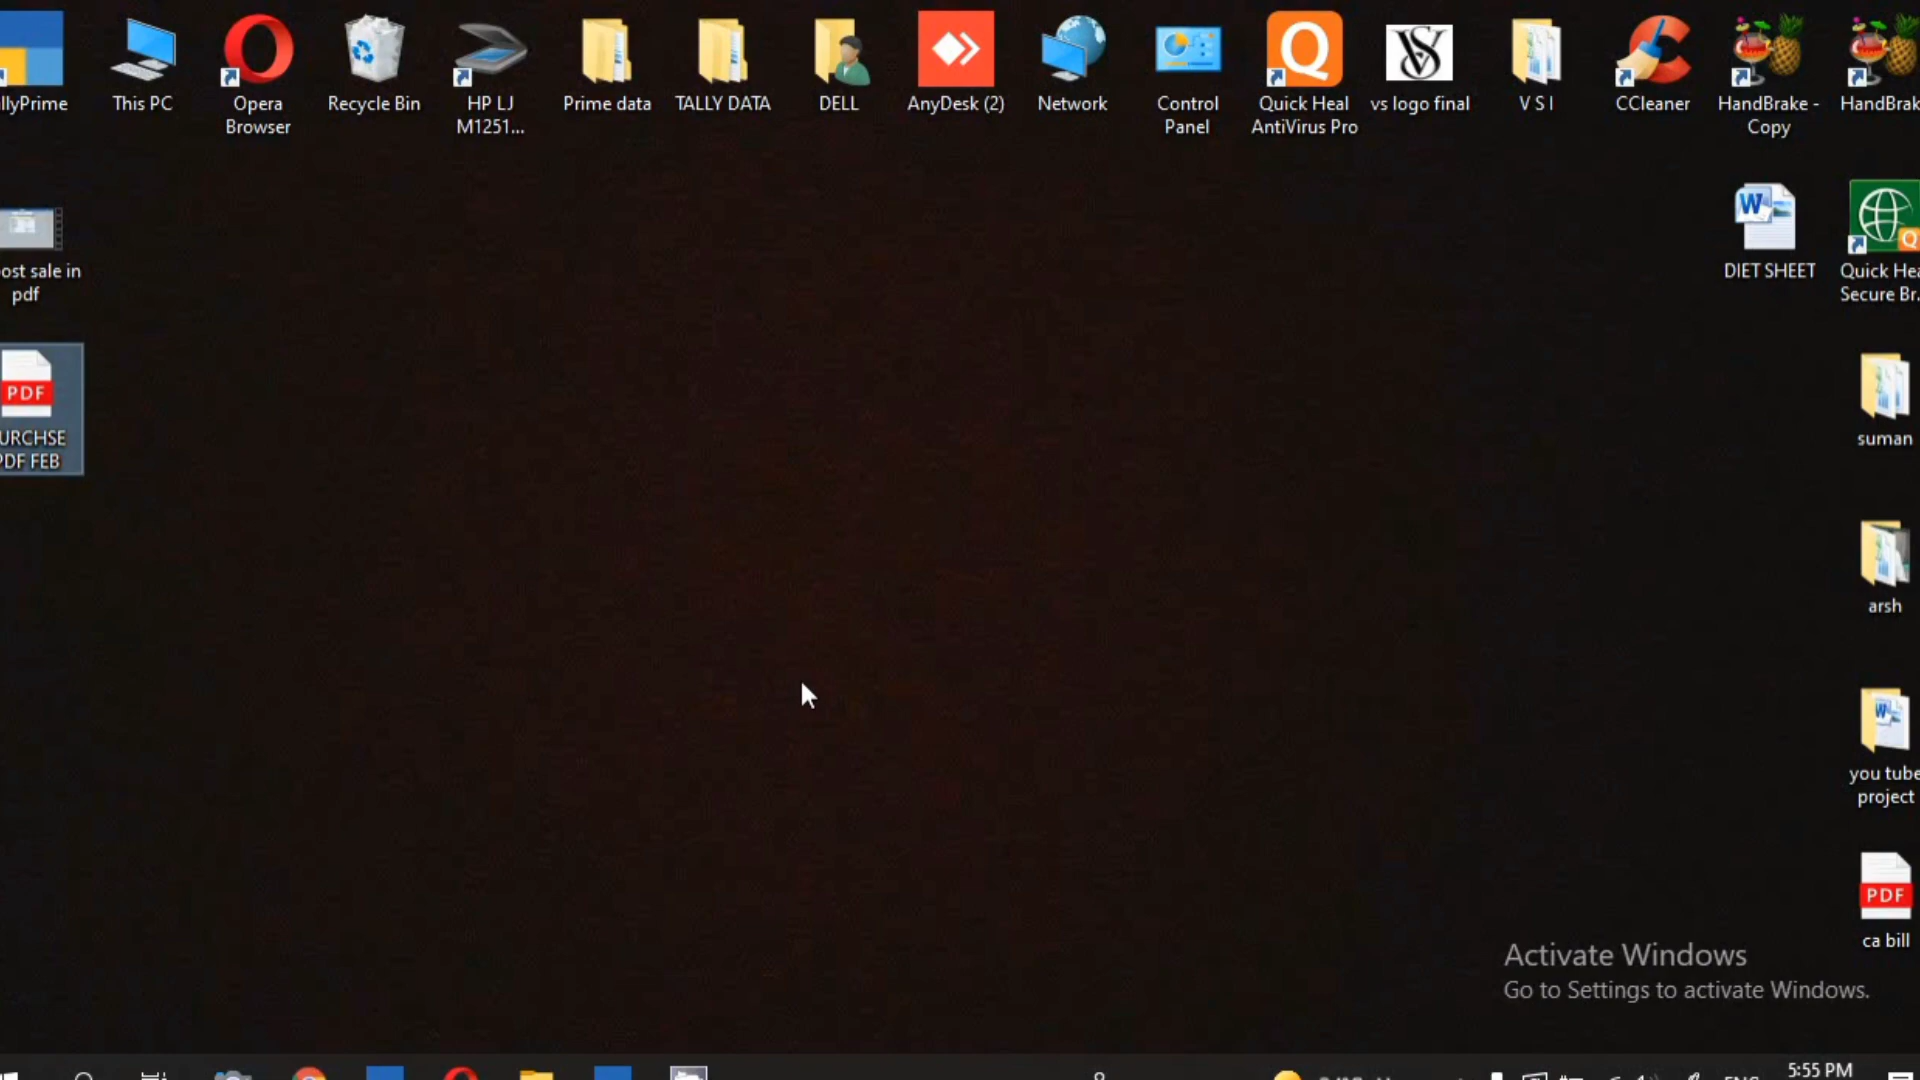 llyPrime
This PC
Opera
Browser
Recycle Bin
HP LJ
M1251...
Prime data
TALLY DATA
DELL
AnyDesk (2)
Network
Control
Panel
Quick Heal
AntiVirus Pro
vs logo final
V S I
CCleaner
HandBrake -
Copy
HandBrak
ost sale in
pdf
DIET SHEET
Quick Hea
Secure Br.
PDF
URCHSE
PDF FEB
suman
arsh
you tube
project
PDF
ca bill
Activate Windows
Go to Settings to activate Windows.
5:55 PM